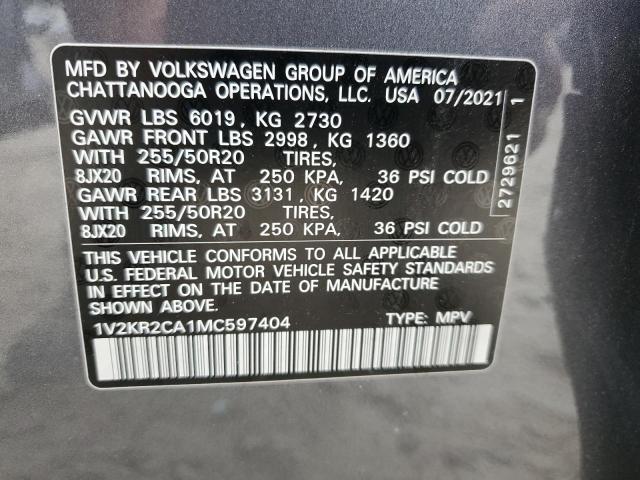 MFD BY VOLKSWAGEN GROUP OF AMERICA
CHATTANOOGA OPERATIONS, LLC. USA 07/2021
GVWR LBS 6019, KG 2730
GAWR FRONT LBS 2998, KG 1360
WITH 255/50R20 TIRES,
8JX20 RIMS, AT 250 KPA, 36 PSI COLD
GAWR REAR LBS 3131, KG 1420
WITH 255/50R20 TIRES,
8JX20 RIMS, AT 250 KPA, 36 PSI COLD
THIS VEHICLE CONFORMS TO ALL APPLICABLE
U.S. FEDERAL MOTOR VEHICLE SAFETY STANDARDS
IN EFFECT ON THE DATE OF MANUFACTURE
SHOWN ABOVE.
1V2KR2CA1MC597404 TYPE: MPV
2729621 1